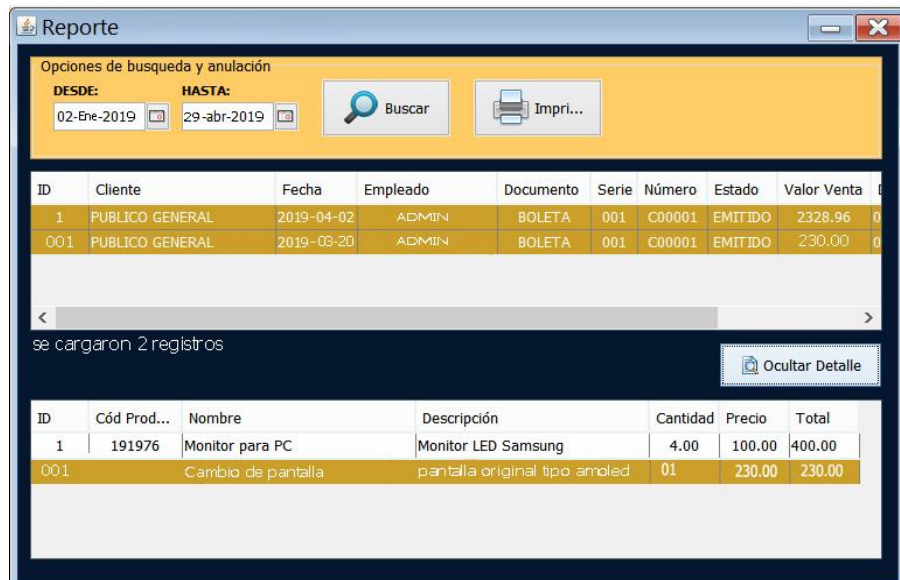 Reporte
Opciones de busqueda y anulación
DESDE: HASTA:
02-Ene-2019 29-abr-2019 Buscar Impri...
ID Cliente Fecha Empleado Documento Serie Número Estado Valor Venta
1 PUBLICO GENERAL 2019-04-02 ADMIN BOLETA 001 C00001 EMITIDO 2328.96 0
001 PUBLICO GENERAL 2019-03-20 ADMIN BOLETA 001 C00001 EMITIDO 230.00 0
se cargaron 2 registros
Ocultar Detalle
ID Cód Prod... Nombre Descripción Cantidad Precio Total
1 191976 Monitor para PC Monitor LED Samsung 4.00 100.00 400.00
001 Cambio de pantalla pantalla original tipo amoled 01 230.00 230.00